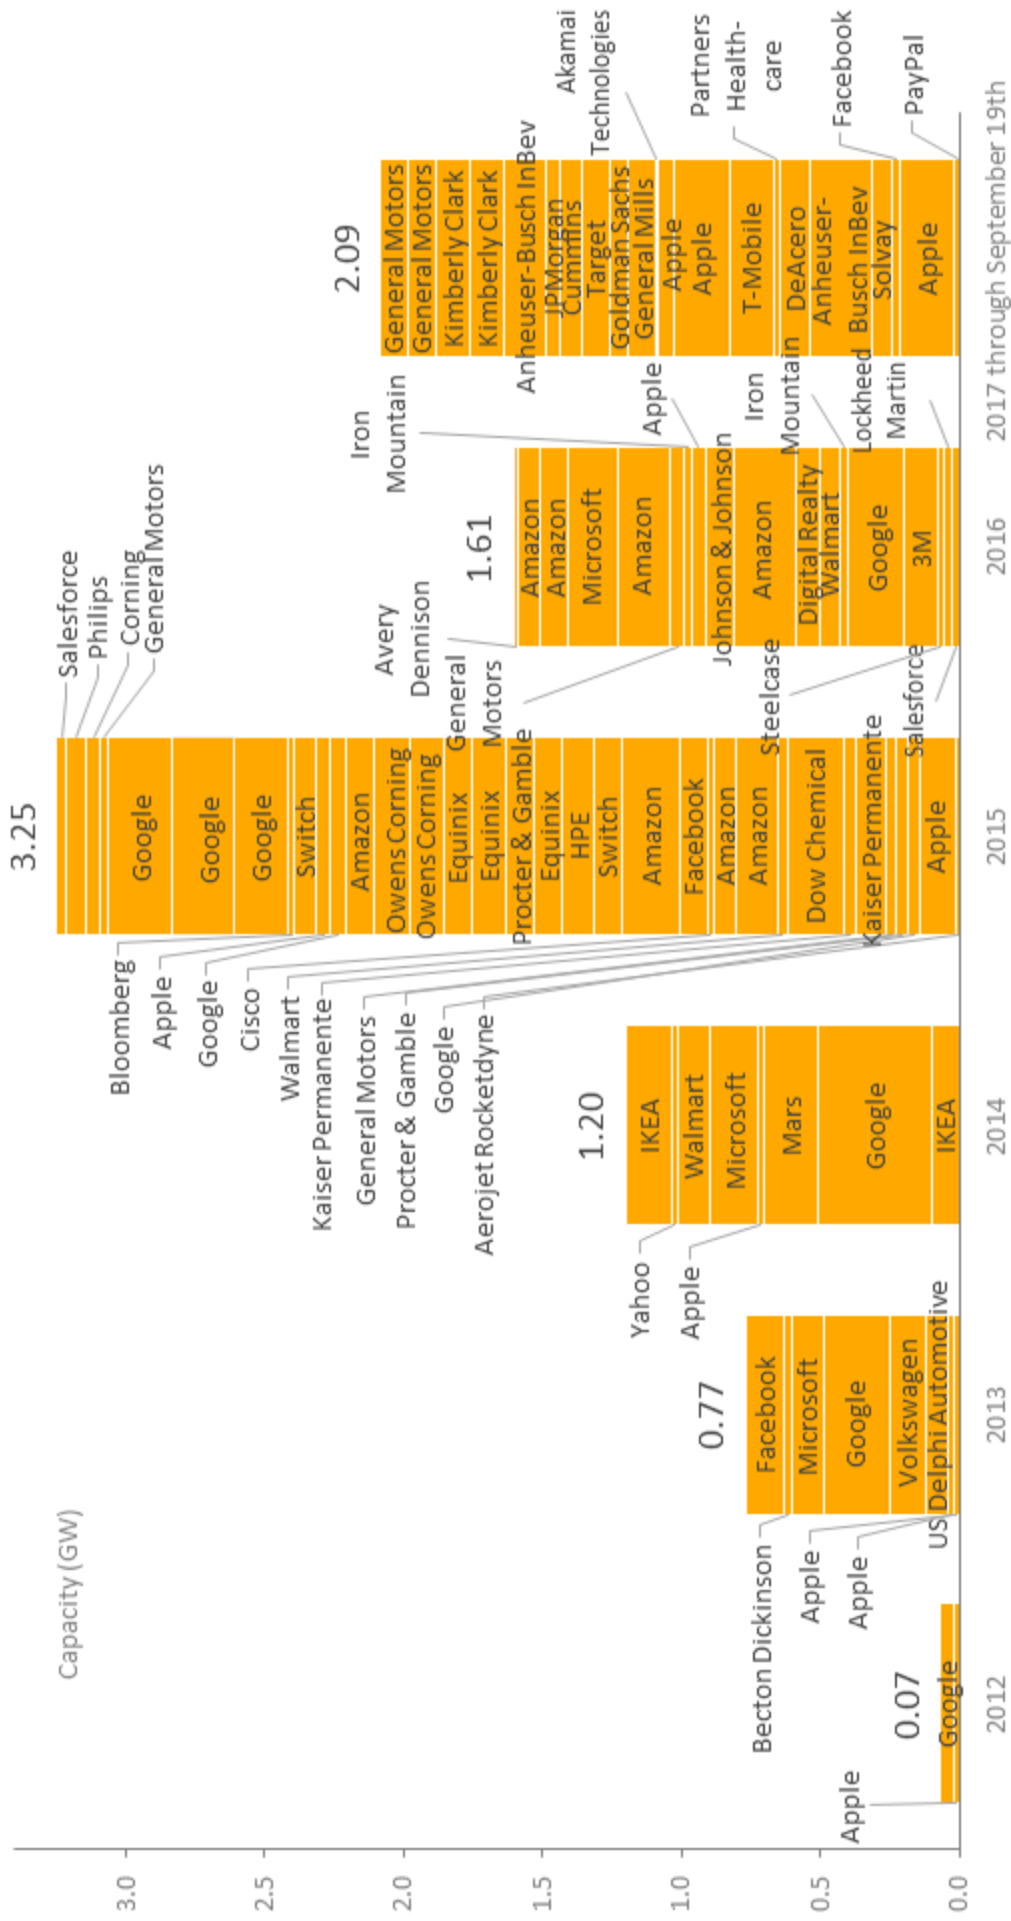 Capacity (GW)
3.0
2.5
2.0
1.5
1.0
0.5
0.0
0.07
Apple
Google
2012
0.77
Facebook
Becton Dickinson
Microsoft
Google
Volkswagen
Apple
Apple
Delphi Automotive
US
2013
1.20
IKEA
Yahoo
Walmart
Microsoft
Apple
Mars
Google
IKEA
2014
3.25
Salesforce
Philips
Corning
General Motors
Google
Google
Google
Bloomberg
Switch
Apple
Google
Amazon
Owens Corning
Owens Corning
Equinix
Equinix
Procter & Gamble
Equinix
HPE
Switch
Amazon
Facebook
Cisco
Amazon
Amazon
Walmart
Dow Chemical
Kaiser Permanente
Kaiser Permanente
General Motors
Procter & Gamble
Google
Apple
Aerojet Rocketdyne
2015
1.61
Avery
Dennison
Amazon
Amazon
Microsoft
Amazon
General
Motors
Iron
Mountain
Apple
Johnson & Johnson
Amazon
Digital Realty
Walmart
Iron
Mountain
Google
3M
Steelcase
Lockheed
Martin
Salesforce
2016
2.09
General Motors
General Motors
Kimberly Clark
Kimberly Clark
Anheuser-Busch InBev
JPMorgan
Cummins
Target
Goldman Sachs
General Mills
Akamai
Technologies
Apple
Apple
T-Mobile
Partners
Health-
care
DeAcero
Anheuser-
Busch InBev
Solvay
Facebook
Apple
PayPal
2017 through September 19th